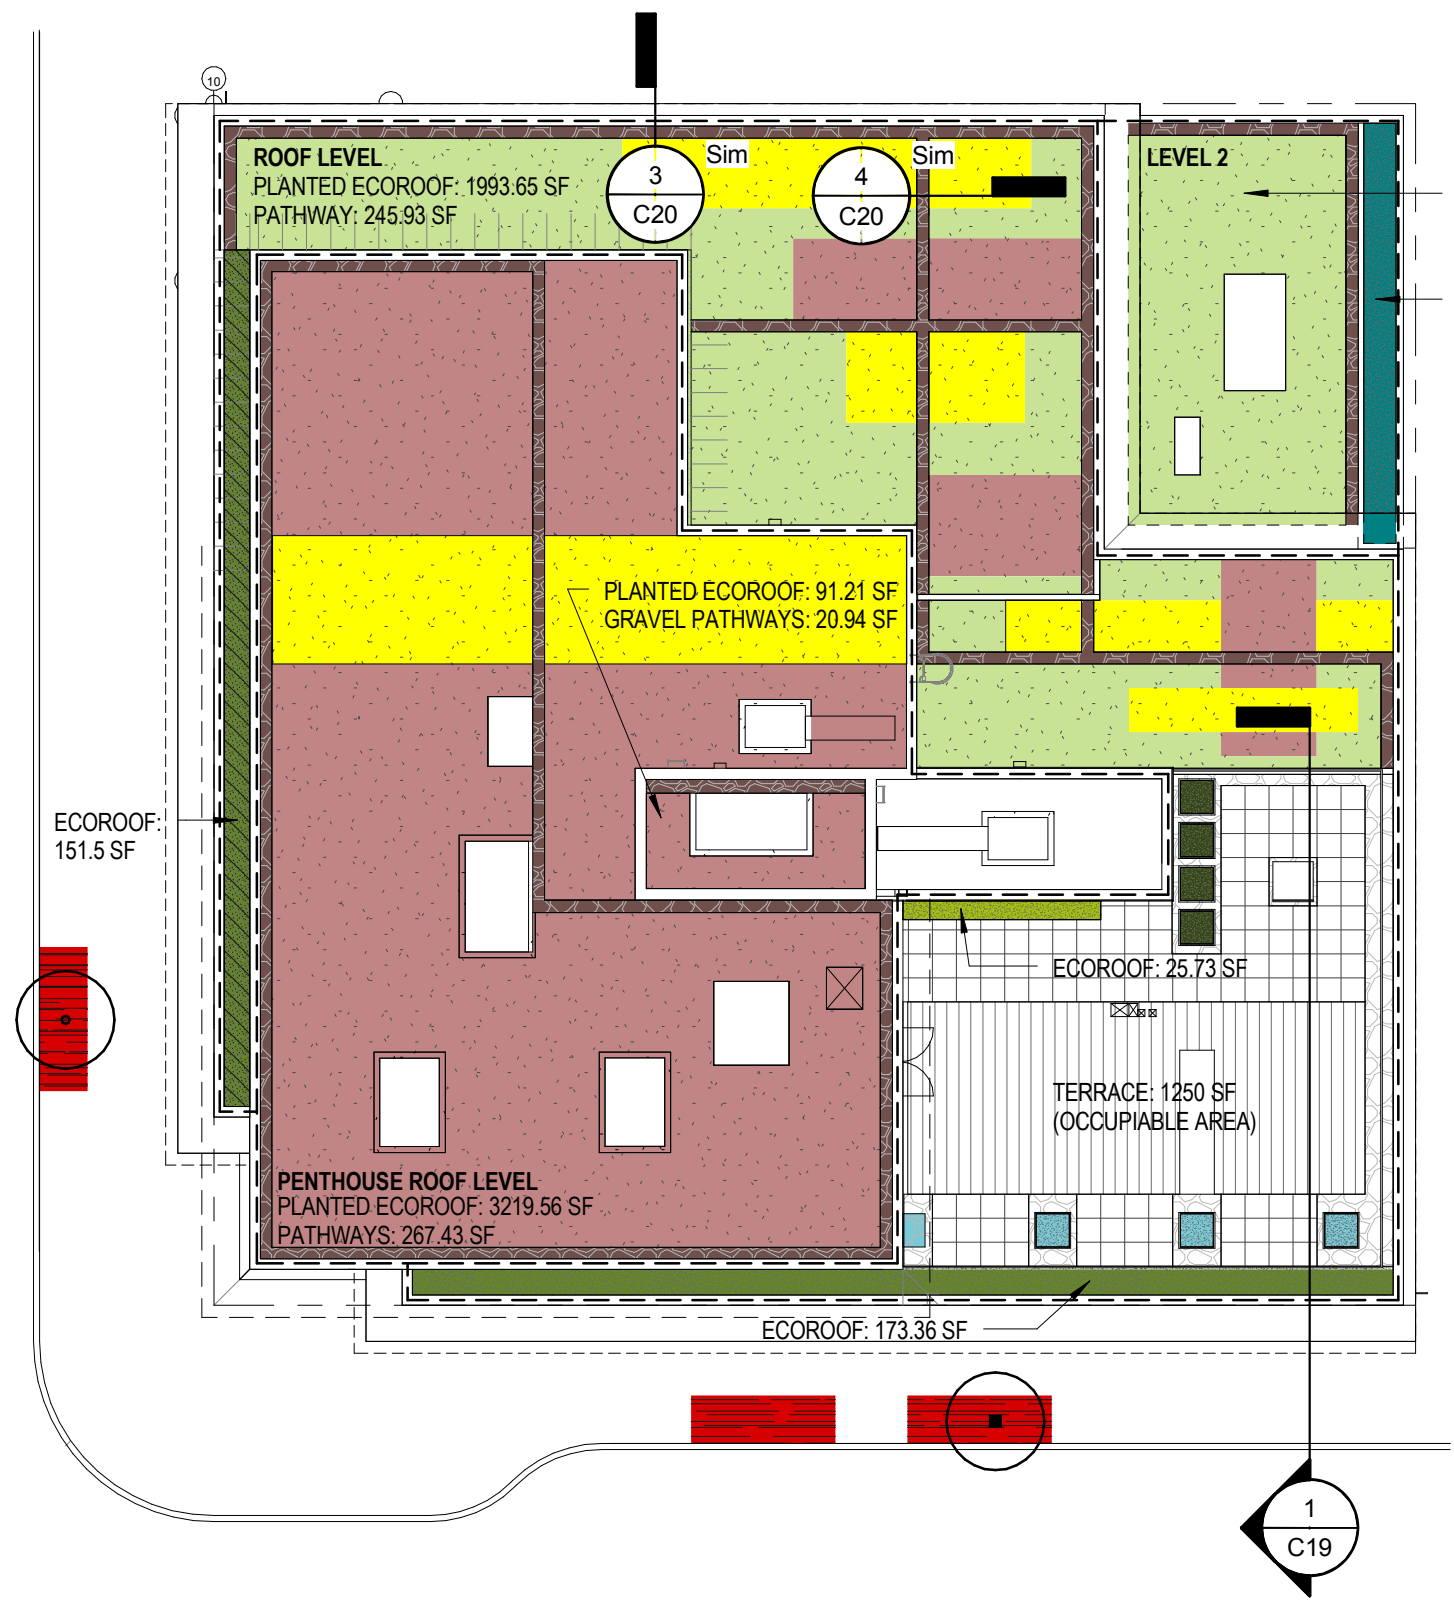 10
ROOF LEVEL
PLANTED ECOROOF: 1993.65 SF
PATHWAY: 245.93 SF
3
C20
Sim
4
C20
Sim
LEVEL 2
PLANTED ECOROOF: 91.21 SF
GRAVEL PATHWAYS: 20.94 SF
ECOROOF:
151.5 SF
ECOROOF: 25.73 SF
TERRACE: 1250 SF
(OCCUPIABLE AREA)
PENTHOUSE ROOF LEVEL
PLANTED ECOROOF: 3219.56 SF
PATHWAYS: 267.43 SF
ECOROOF: 173.36 SF
1
C19